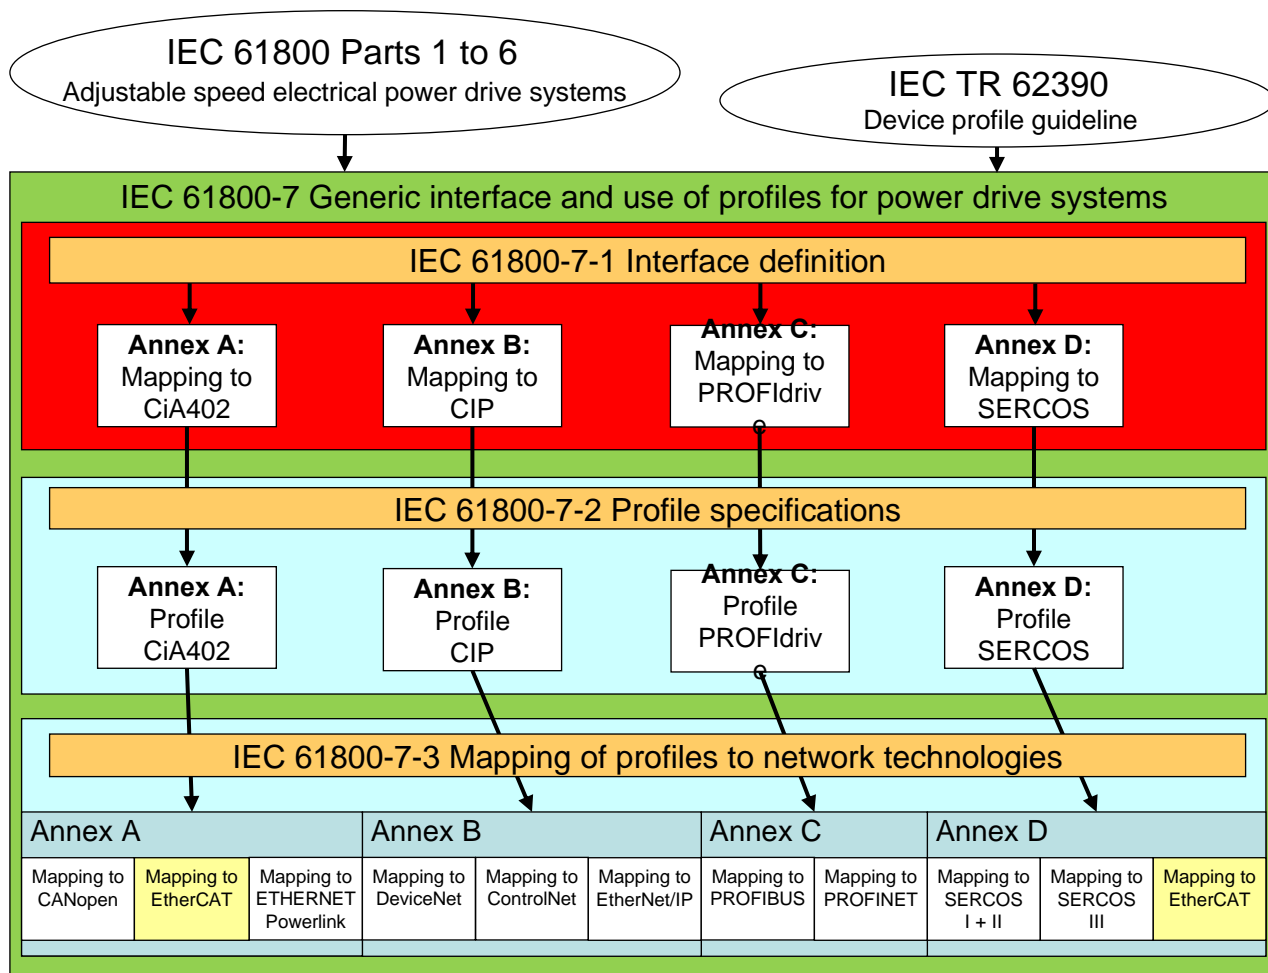 IEC 61800 Parts 1 to 6
Adjustable speed electrical power drive systems
IEC TR 62390
Device profile guideline
IEC 61800-7 Generic interface and use of profiles for power drive systems
IEC 61800-7-1 Interface definition
Annex A:
Mapping to
CiA402
Annex B:
Mapping to
CIP
Annex C:
Mapping to
PROFIdriv
e
Annex D:
Mapping to
SERCOS
IEC 61800-7-2 Profile specifications
Annex A:
Profile
CiA402
Annex B:
Profile
CIP
Annex C:
Profile
PROFIdriv
e
Annex D:
Profile
SERCOS
IEC 61800-7-3 Mapping of profiles to network technologies
Annex A
Mapping to
CANopen
Mapping to
EtherCAT
Mapping to
ETHERNET
Powerlink
Annex B
Mapping to
DeviceNet
Mapping to
ControlNet
Mapping to
EtherNet/IP
Annex C
Mapping to
PROFIBUS
Mapping to
PROFINET
Annex D
Mapping to
SERCOS
I + II
Mapping to
SERCOS
III
Mapping to
EtherCAT